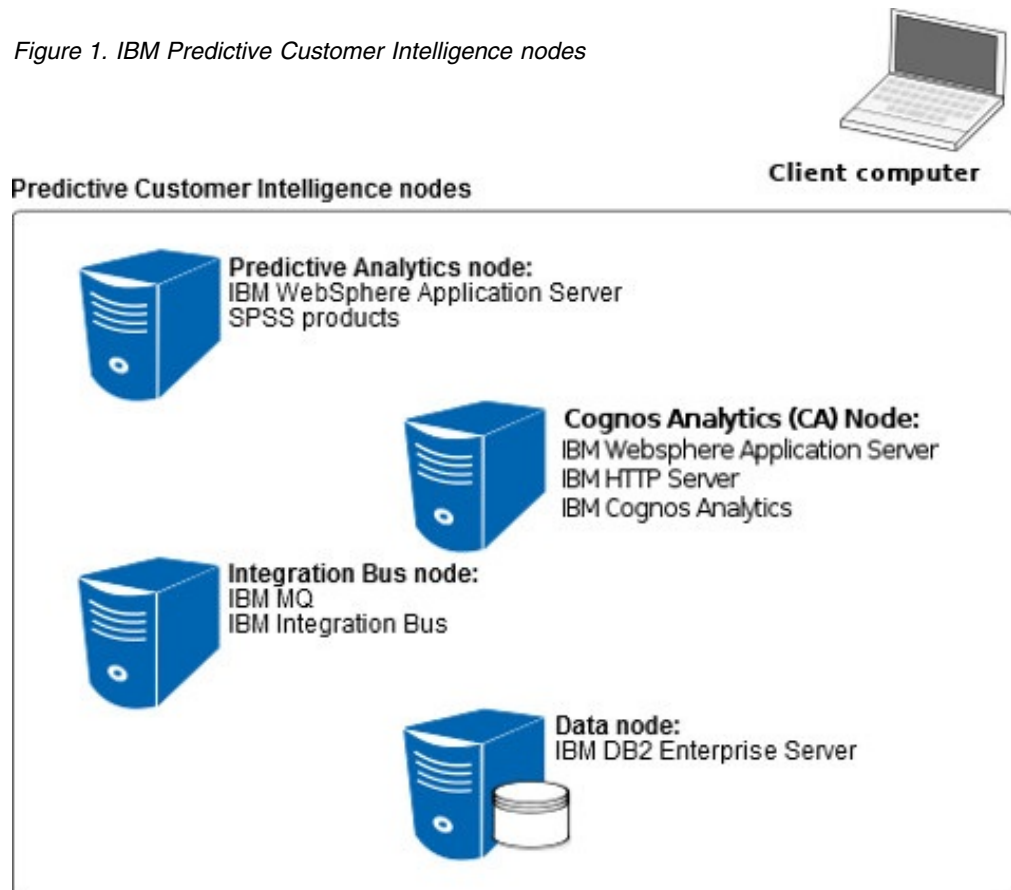 Figure 1. IBM Predictive Customer Intelligence nodes
Client computer
Predictive Customer Intelligence nodes
Predictive Analytics node:
IBM WebSphere Application Server
SPSS products
Cognos Analytics (CA) Node:
IBM Websphere Application Server
IBM HTTP Server
IBM Cognos Analytics
Integration Bus node:
IBM MQ
IBM Integration Bus
Data node:
IBM DB2 Enterprise Server